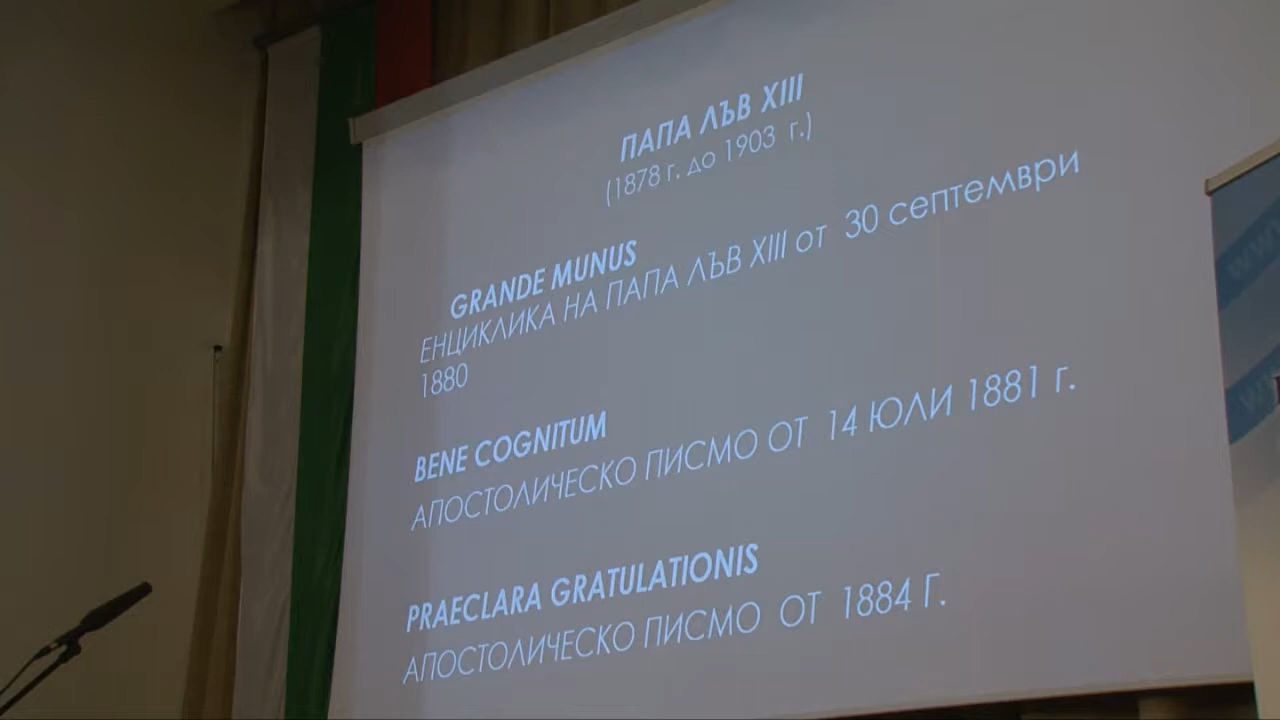 ПАПА ЛЪВ XIII
(1878 г. до 1903 г.)
GRANDE MUNUS
ЕНЦИКЛИКА НА ПАПА ЛЪВ XIII от 30 септември
1880
BENE COGNITUM
АПОСТОЛИЧЕСКО ПИСМО ОТ 14 ЮЛИ 1881 г.
PRAECLARA GRATULATIONIS
АПОСТОЛИЧЕСКО ПИСМО ОТ 1884 Г.